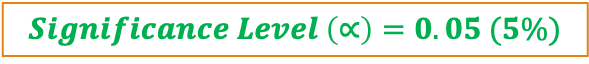 Significance Level (∝) = 0.05 (5%)